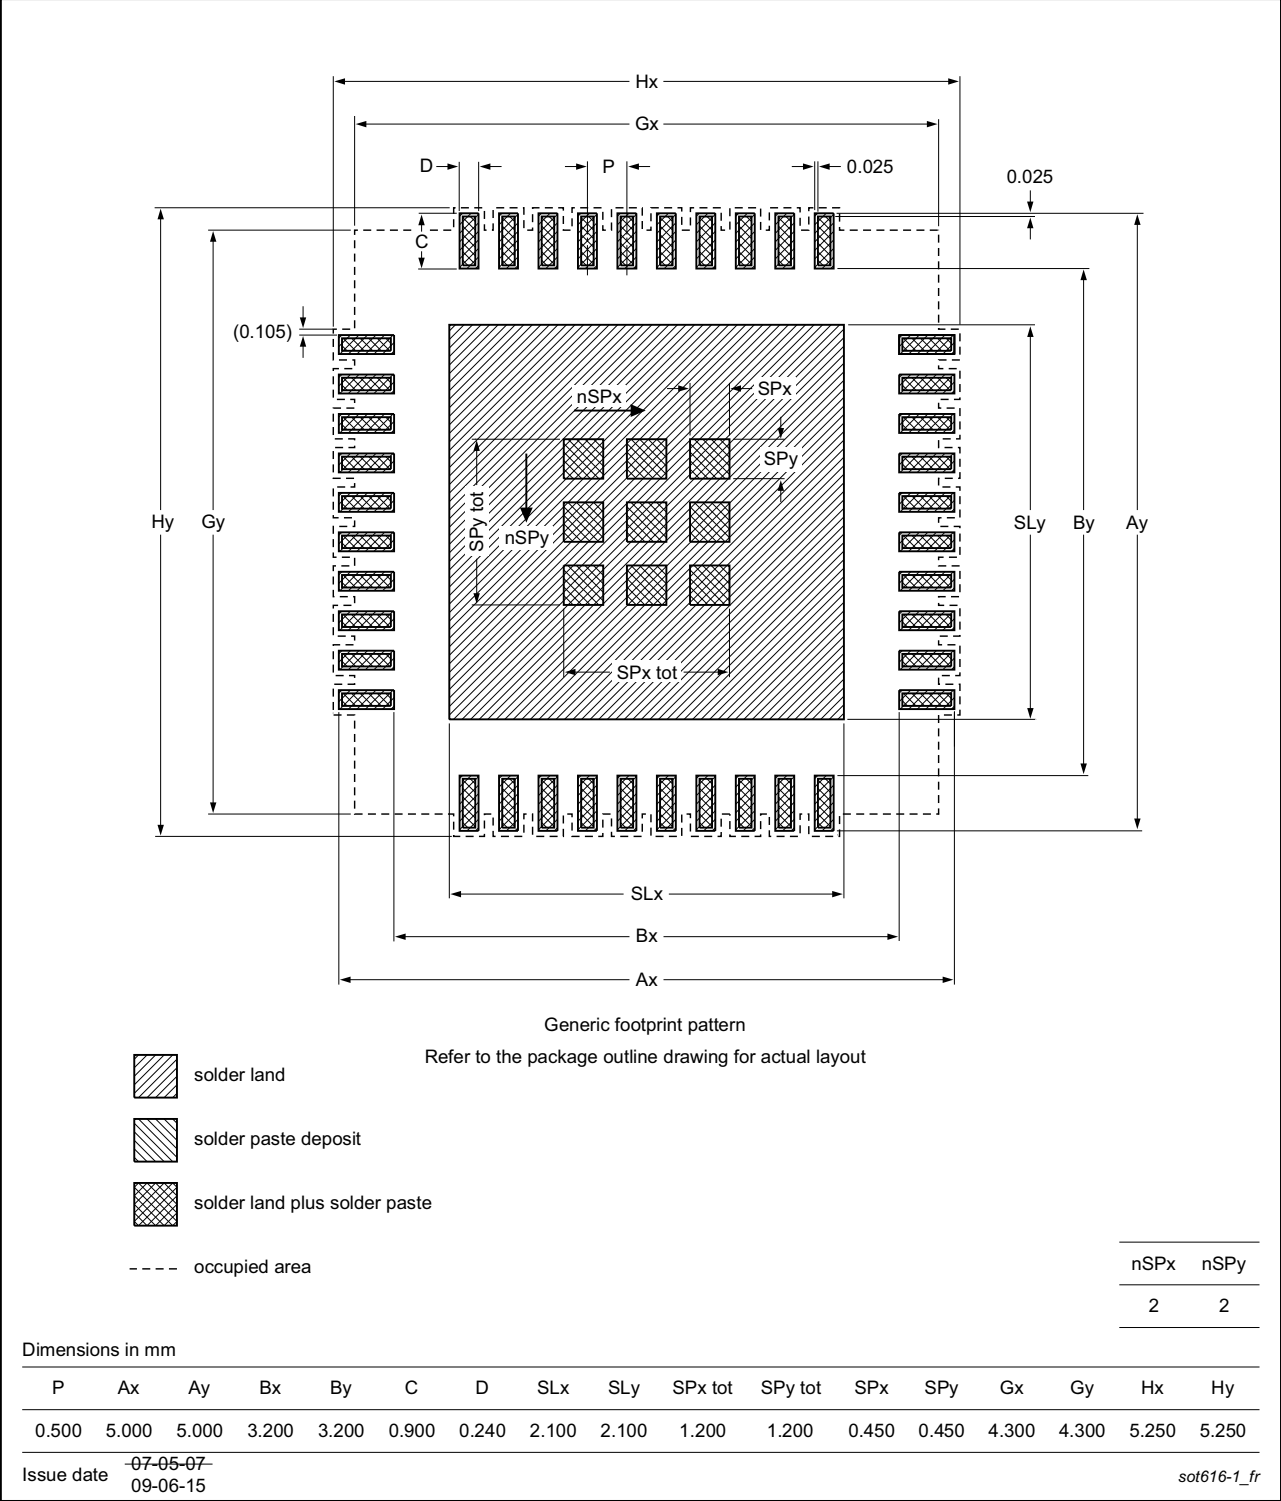 Hx
Gx
D
P
0.025
0.025
C
(0.105)
nSPx
SPx
SPy
SPy tot
nSPy
Hy
Gy
SLy
By
Ay
SPx tot
SLx
Bx
Ax
Generic footprint pattern
Refer to the package outline drawing for actual layout
solder land
solder paste deposit
solder land plus solder paste
occupied area
nSPx nSPy
2 2
Dimensions in mm
P Ax Ay Bx By C D SLx SLy SPx tot SPy tot SPx SPy Gx Gy Hx Hy
0.500 5.000 5.000 3.200 3.200 0.900 0.240 2.100 2.100 1.200 1.200 0.450 0.450 4.300 4.300 5.250 5.250
Issue date 07-05-07
09-06-15
sot616-1_fr